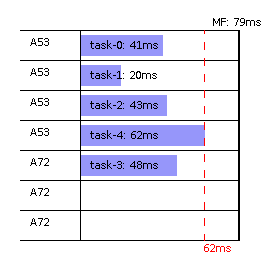 MF: 79ms
A53 task-0: 41ms
A53 task-1: 20ms
A53 task-2: 43ms
A53 task-4: 62ms
A72 task-3: 48ms
A72
A72
62ms